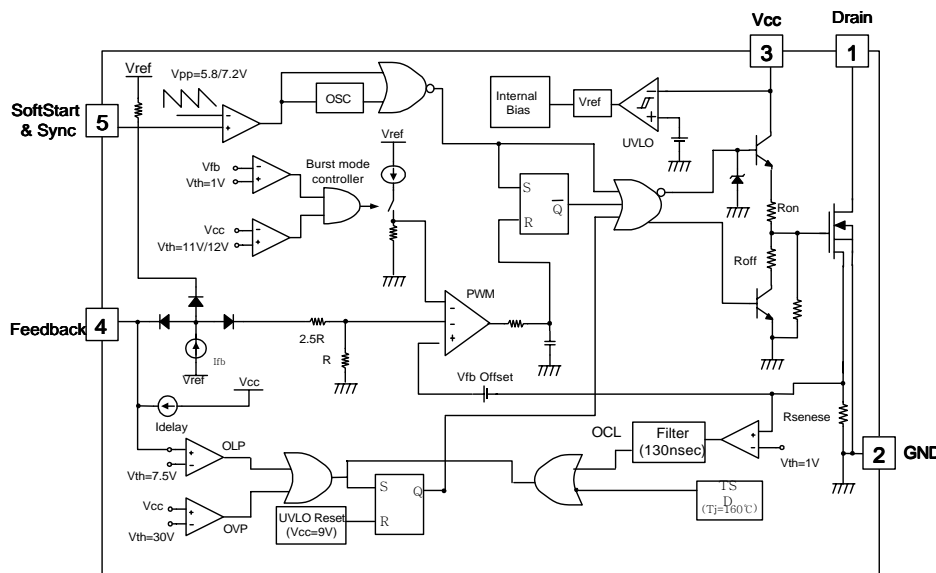 Vcc
Drain
3
1
Vref
Vpp=5.8/7.2V
SoftStart
& Sync
5
OSC
Internal
Bias
Vref
UVLO
Vfb
Vth=1V
Burst mode
controller
Vref
Vcc
Vth=11V/12V
S
R
Q
Ron
Roff
PWM
Feedback
4
2.5R
R
Ifb
Vref
Vcc
Idelay
Vfb Offset
Rsenese
OLP
Vth=7.5V
OCL
Filter
(130nsec)
Vth=1V
2
GND
Vcc
Vth=30V
OVP
UVLO Reset
(Vcc=9V)
S
R
Q
TS
D
(Tj=160℃)